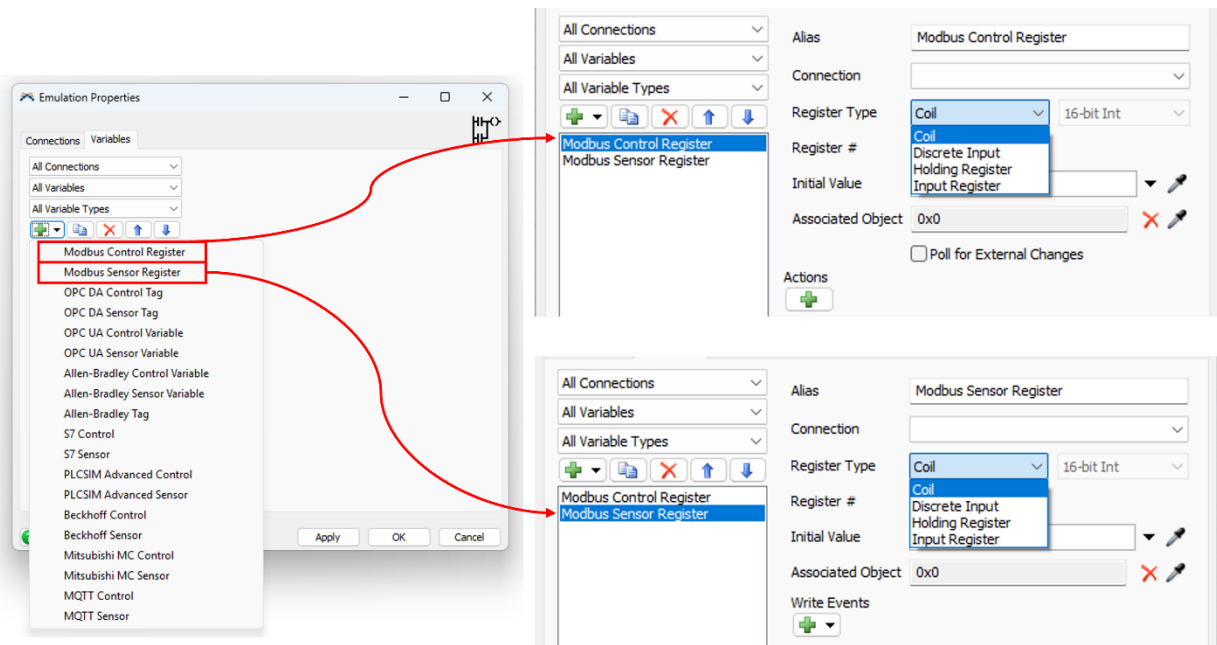 Emulation Properties
Connections Variables
All Connections
All Variables
All Variable Types
Modbus Control Register
Modbus Sensor Register
OPC DA Control Tag
OPC DA Sensor Tag
OPC UA Control Variable
OPC UA Sensor Variable
Allen-Bradley Control Variable
Allen-Bradley Sensor Variable
Allen-Bradley Tag
S7 Control
S7 Sensor
PLCSIM Advanced Control
PLCSIM Advanced Sensor
Beckhoff Control
Beckhoff Sensor
Mitsubishi MC Control
Mitsubishi MC Sensor
MQTT Control
MQTT Sensor
Apply OK Cancel
All Connections
All Variables
All Variable Types
Modbus Control Register
Modbus Sensor Register
Alias Modbus Control Register
Connection
Register Type Coil 16-bit Int
Coil
Discrete Input
Holding Register
Input Register
Register #
Initial Value
Associated Object 0x0
Poll for External Changes
Actions
All Connections
All Variables
All Variable Types
Modbus Control Register
Modbus Sensor Register
Alias Modbus Sensor Register
Connection
Register Type Coil 16-bit Int
Coil
Discrete Input
Holding Register
Input Register
Register #
Initial Value
Associated Object 0x0
Write Events